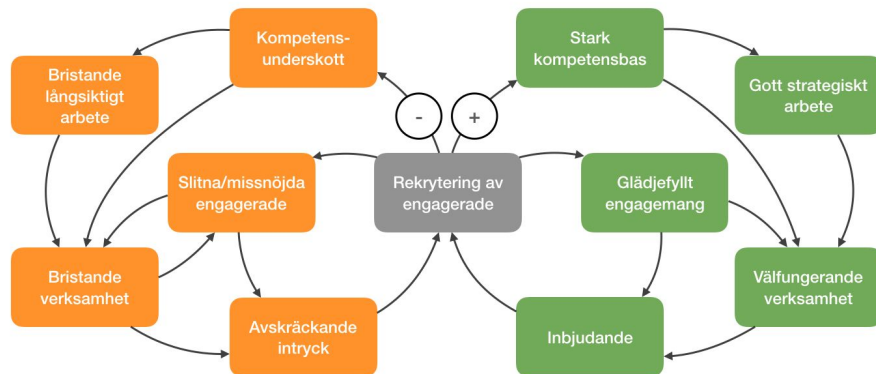 Kompetens-
underskott
Stark
kompetensbas
Bristande
långsiktigt
arbete
Gott strategiskt
arbete
-
+
Slitna/missnöjda
engagerade
Rekrytering av
engagerade
Glädjefyllt
engagemang
Bristande
verksamhet
Välfungerande
verksamhet
Avskräckande
intryck
Inbjudande